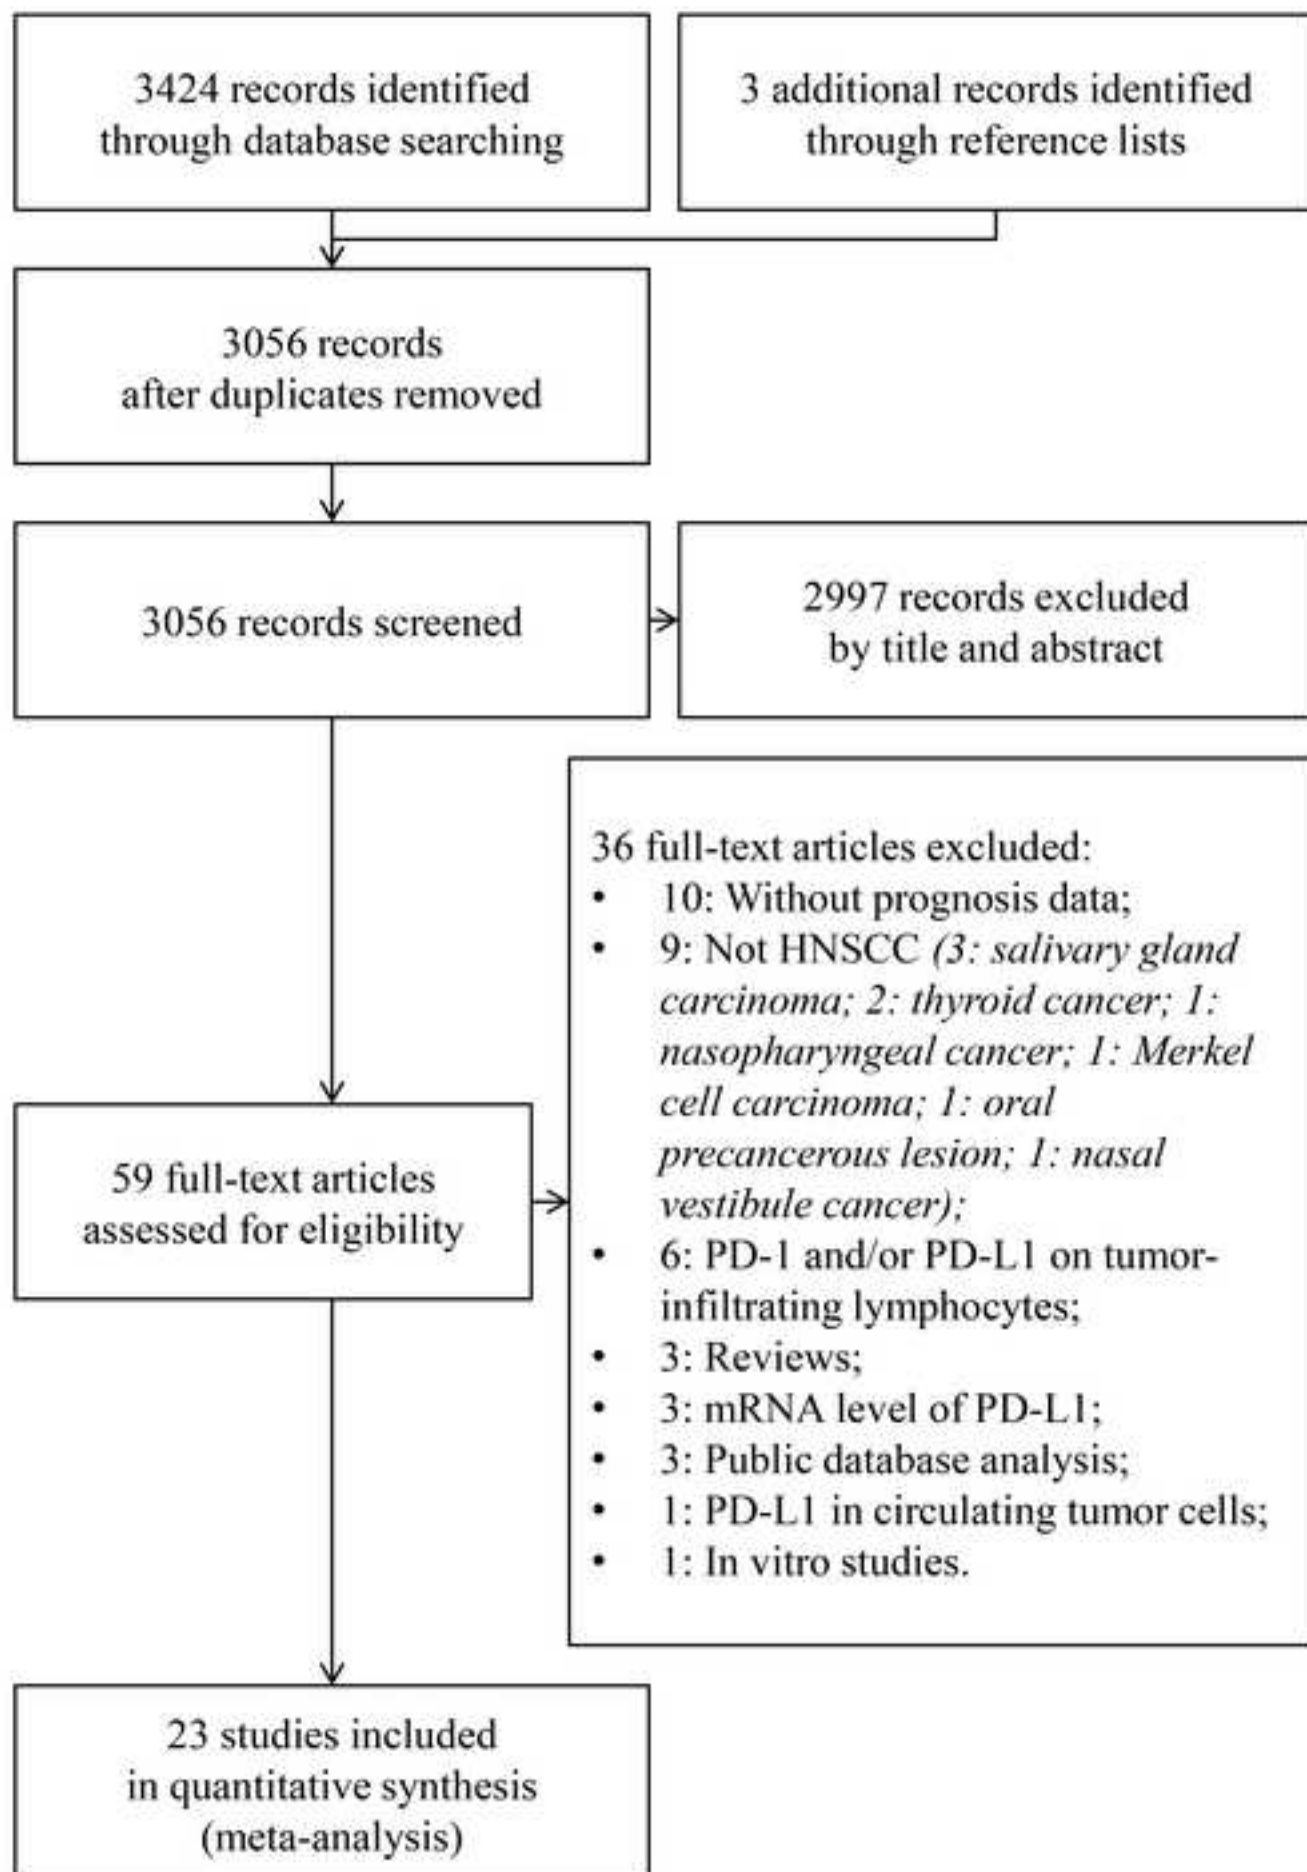 3424 records identified
through database searching
3 additional records identified
through reference lists
3056 records
after duplicates removed
3056 records screened
2997 records excluded
by title and abstract
59 full-text articles
assessed for eligibility
36 full-text articles excluded:
• 10: Without prognosis data;
• 9: Not HNSCC (3: salivary gland
carcinoma; 2: thyroid cancer; 1:
nasopharyngeal cancer; 1: Merkel
cell carcinoma; 1: oral
precancerous lesion; 1: nasal
vestibule cancer);
• 6: PD-1 and/or PD-L1 on tumor-
infiltrating lymphocytes;
• 3: Reviews;
• 3: mRNA level of PD-L1;
• 3: Public database analysis;
• 1: PD-L1 in circulating tumor cells;
• 1: In vitro studies.
23 studies included
in quantitative synthesis
(meta-analysis)